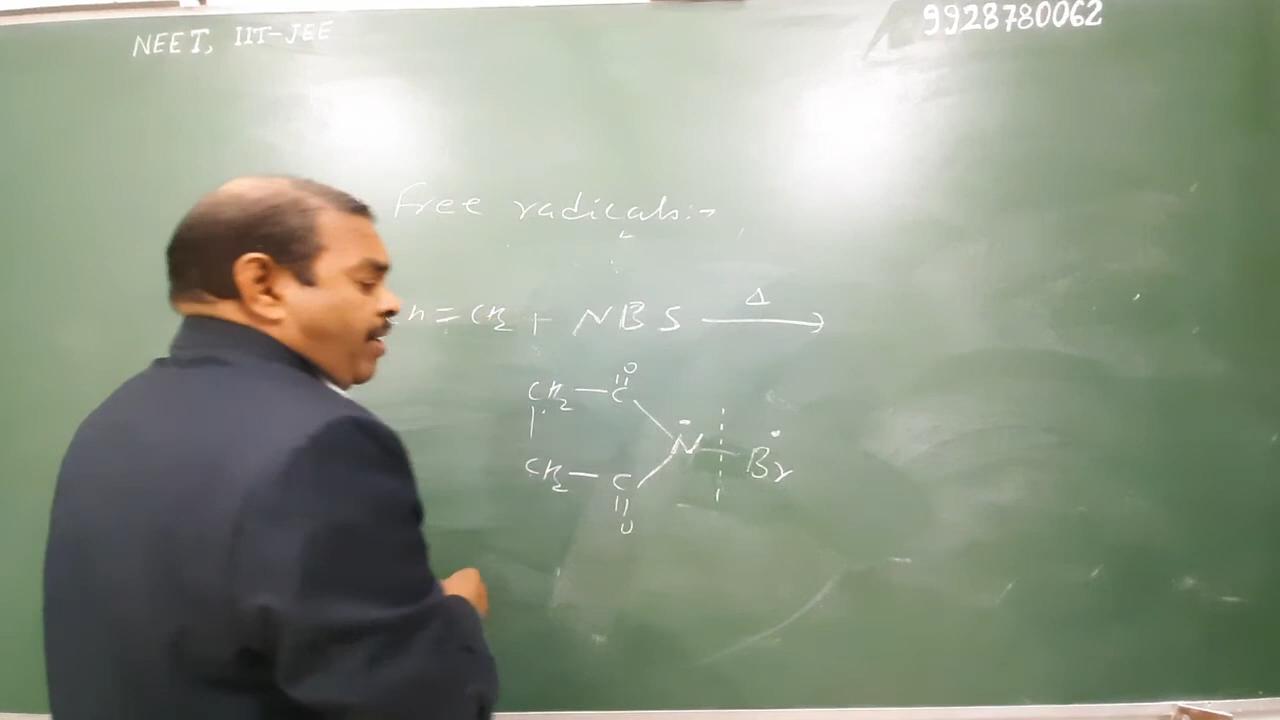 NEET, IIT-JEE
9928780062
Free radicals:-
Δ
= CH2 + NBS →
O
CH2 — C
N — Br
CH2 — C
O